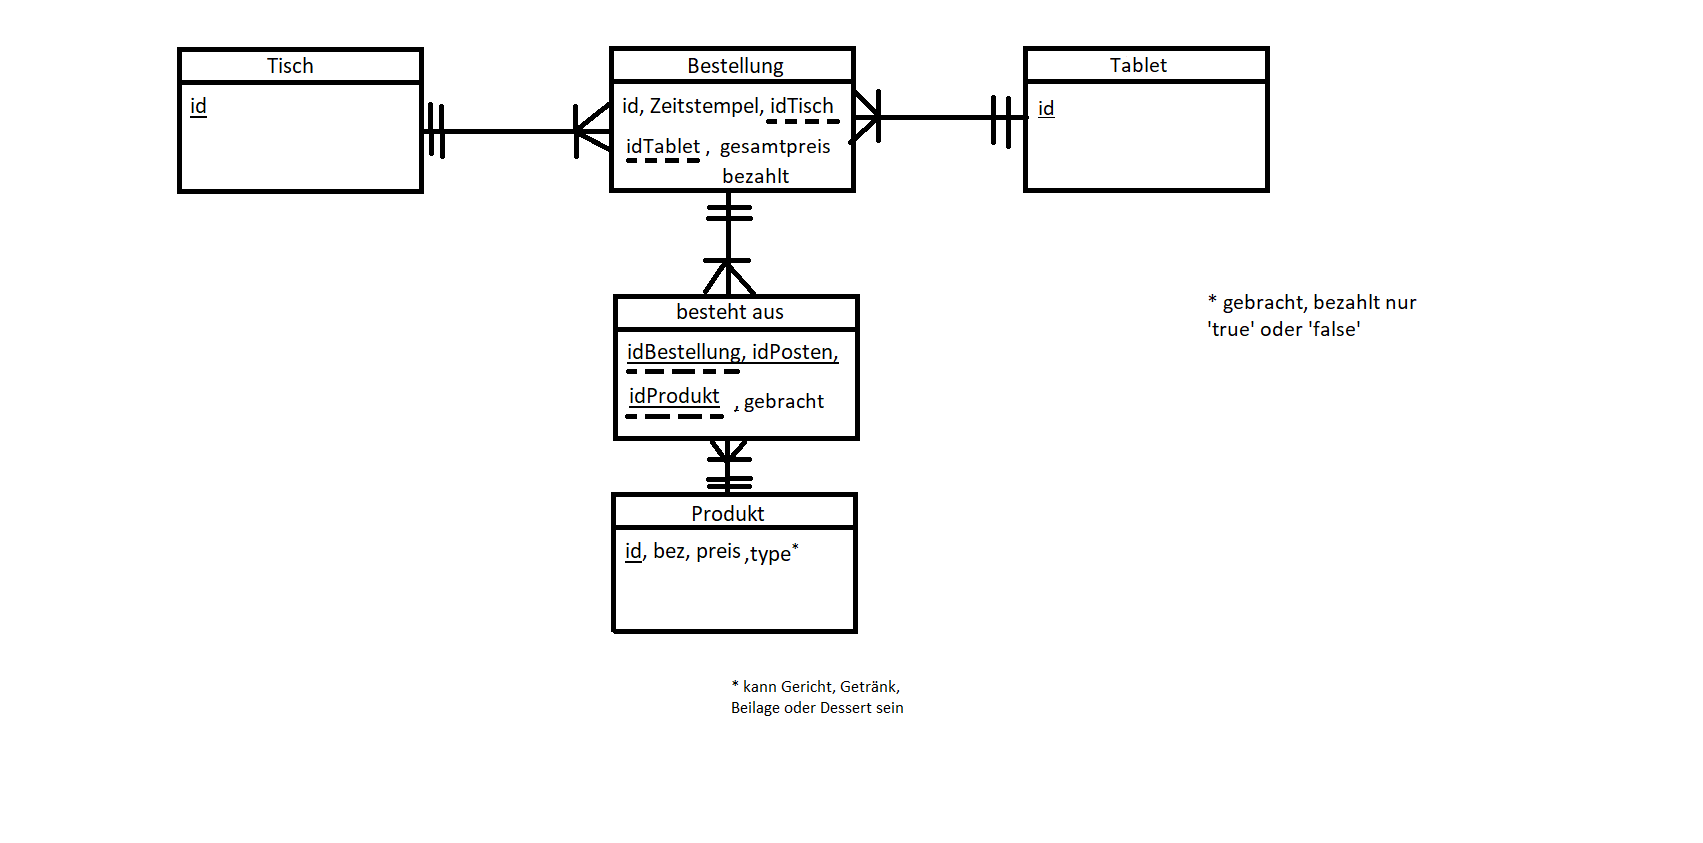 Tisch
id
Bestellung
id, Zeitstempel, idTisch
idTablet , gesamtpreis
bezahlt
Tablet
id
* gebracht, bezahlt nur
'true' oder 'false'
besteht aus
idBestellung, idPosten,
idProdukt , gebracht
Produkt
id, bez, preis ,type*
* kann Gericht, Getränk,
Beilage oder Dessert sein